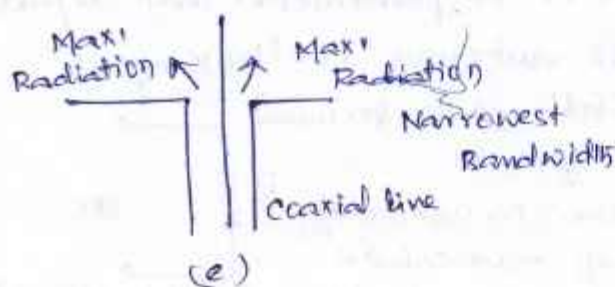 Max'
Radiation
Max'
Radiation
Narrowest
Bandwidth
Coaxial line
(e)